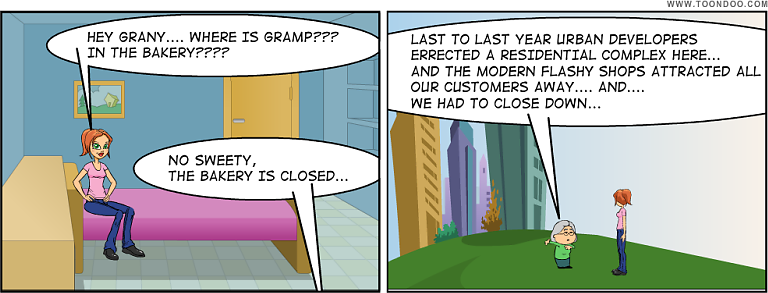 WWW.TOONDOO.COM
HEY GRANY.... WHERE IS GRAMP???
IN THE BAKERY????
NO SWEETY,
THE BAKERY IS CLOSED...
LAST TO LAST YEAR URBAN DEVELOPERS
ERRECTED A RESIDENTIAL COMPLEX HERE...
AND THE MODERN FLASHY SHOPS ATTRACTED ALL
OUR CUSTOMERS AWAY.... AND....
WE HAD TO CLOSE DOWN...